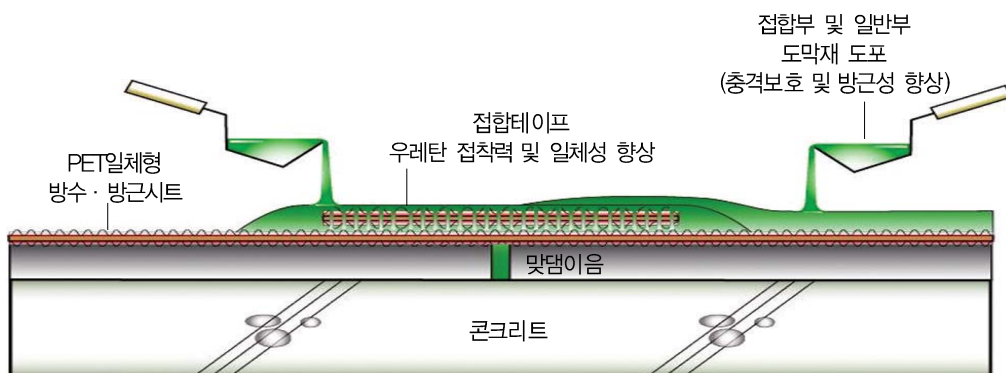 접합부 및 일반부
도막재 도포
(충격보호 및 방근성 향상)
접합테이프
우레탄 접착력 및 일체성 향상
PET일체형
방수 · 방근시트
맞댐이음
콘크리트